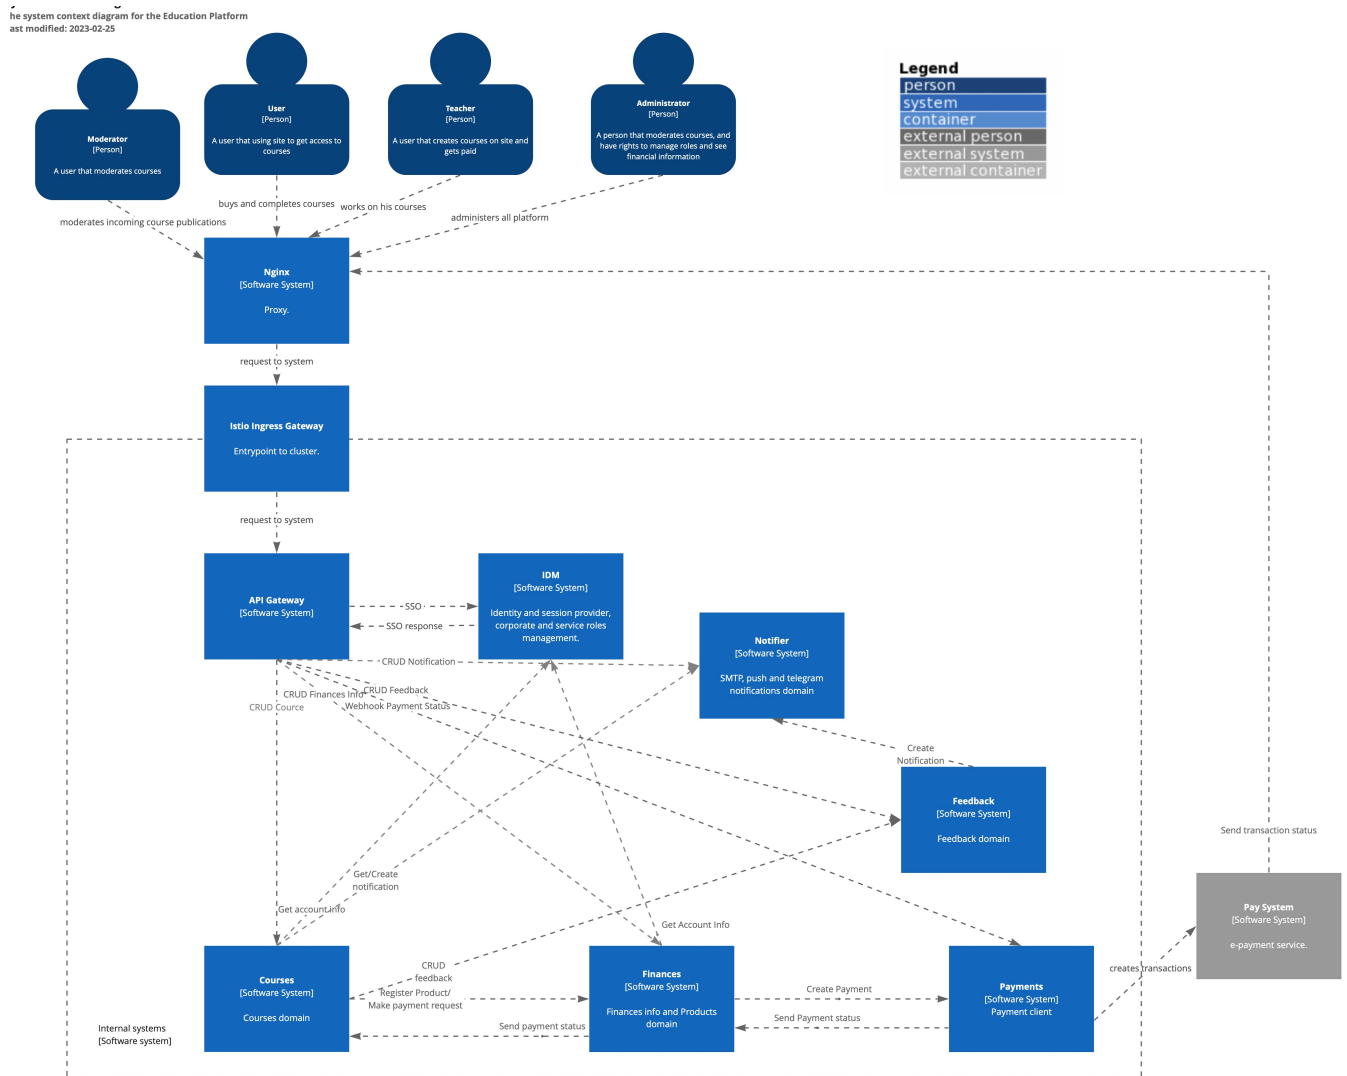 he system context diagram for the Education Platform
ast modified: 2023-02-25
Legend
person
system
container
external person
external system
external container
Moderator
[Person]
A user that moderates courses
User
[Person]
A user that using site to get access to
courses
Teacher
[Person]
A user that creates courses on site and
gets paid
Administrator
[Person]
A person that moderates courses, and
have rights to manage roles and see
financial information
moderates incoming course publications
buys and completes courses
works on his courses
administers all platform
Nginx
[Software System]
Proxy.
request to system
Istio Ingress Gateway
Entrypoint to cluster.
request to system
API Gateway
[Software System]
SSO
SSO response
IDM
[Software System]
Identity and session provider,
corporate and service roles
management.
Notifier
[Software System]
SMTP, push and telegram
notifications domain
CRUD Notification
CRUD Finances Info
CRUD Feedback
CRUD Cource
Webhook Payment Status
Create
Notification
Feedback
[Software System]
Feedback domain
Send transaction status
Pay System
[Software System]
e-payment service.
Get/Create
notification
Get account info
Get Account Info
CRUD
feedback
creates transactions
Courses
[Software System]
Courses domain
Register Product/
Make payment request
Send payment status
Finances
[Software System]
Finances info and Products
domain
Create Payment
Send Payment status
Payments
[Software System]
Payment client
Internal systems
[Software system]